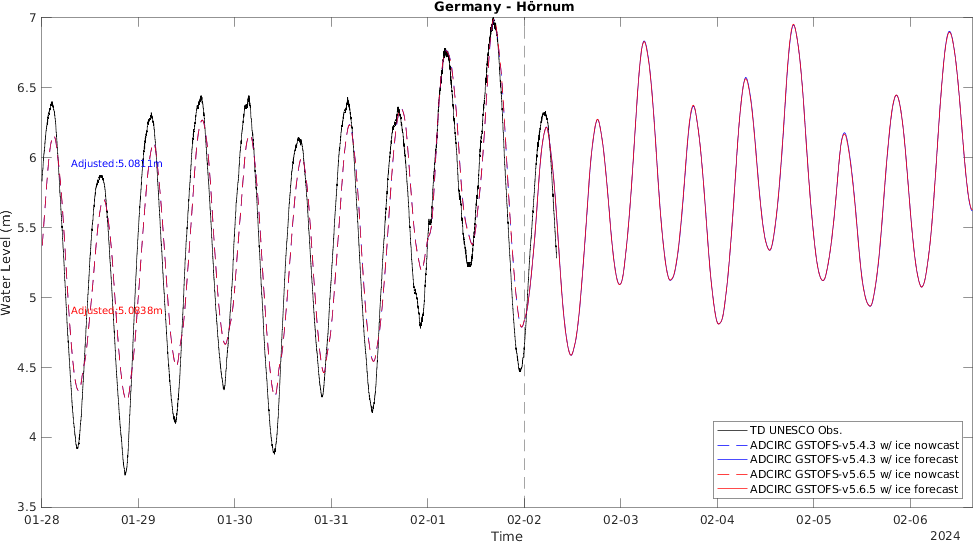 Germany - Hörnum
7
6.5
6
5.5
5
4.5
4
3.5
Water Level (m)
Adjusted:5.0811m
Adjusted:5.0838m
TD UNESCO Obs.
ADCIRC GSTOFS-v5.4.3 w/ ice nowcast
ADCIRC GSTOFS-v5.4.3 w/ ice forecast
ADCIRC GSTOFS-v5.6.5 w/ ice nowcast
ADCIRC GSTOFS-v5.6.5 w/ ice forecast
01-28 01-29 01-30 01-31 02-01 02-02 02-03 02-04 02-05 02-06
Time
2024